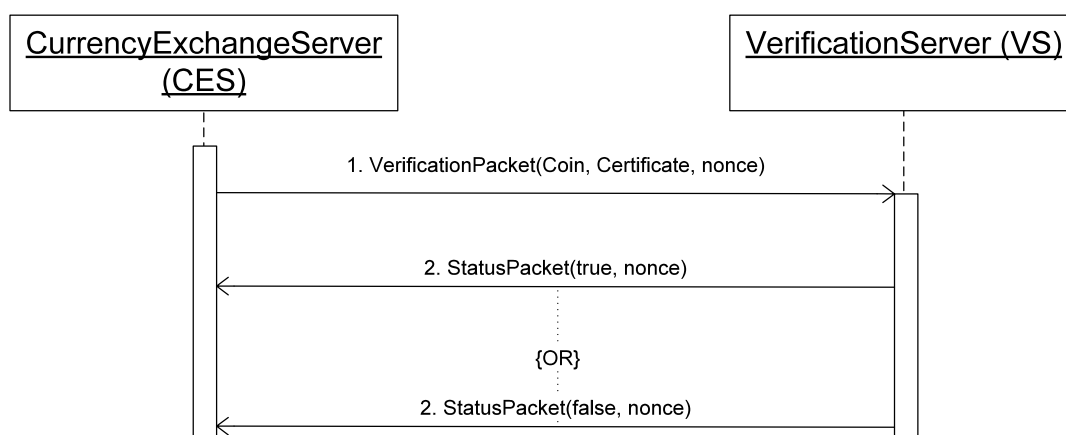 CurrencyExchangeServer
(CES)
VerificationServer (VS)
1. VerificationPacket(Coin, Certificate, nonce)
2. StatusPacket(true, nonce)
{OR}
2. StatusPacket(false, nonce)